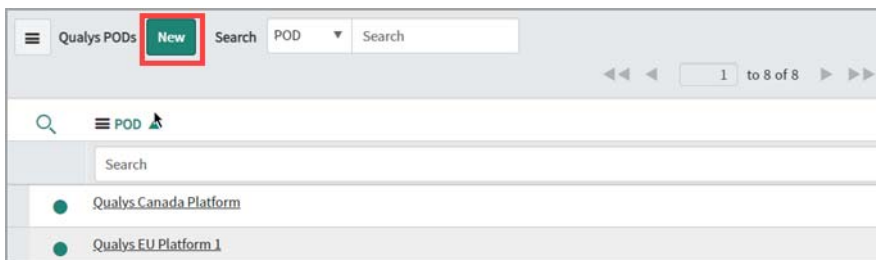 Qualys PODs New Search POD Search
1 to 8 of 8
POD
Search
Qualys Canada Platform
Qualys EU Platform 1